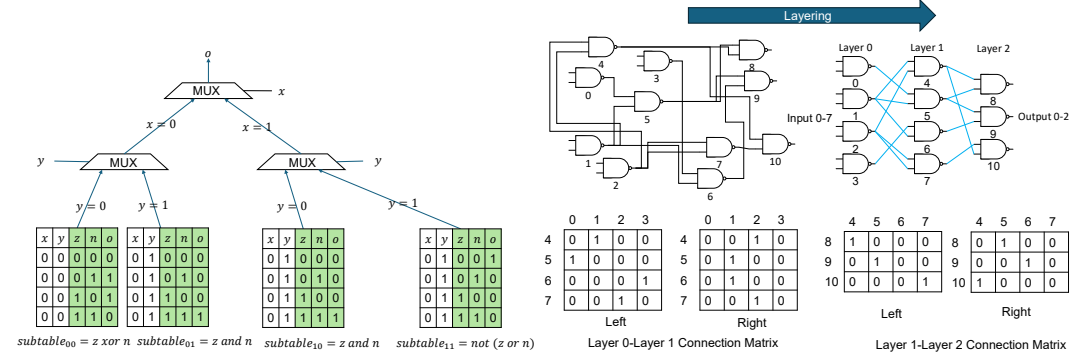 o
MUX
x
x = 0
x = 1
y
MUX
MUX
y
y = 0
y = 1
y = 0
y = 1
x y z n o
0 0 0 0 0
0 0 0 1 1
0 0 1 0 1
0 0 1 1 0
x y z n o
0 1 0 0 0
0 1 0 1 0
0 1 1 0 0
0 1 1 1 1
x y z n o
0 1 0 0 0
0 1 0 1 0
0 1 1 0 0
0 1 1 1 1
x y z n o
0 1 0 0 1
0 1 0 1 0
0 1 1 0 0
0 1 1 1 0
subtable00 = z xor n
subtable01 = z and n
subtable10 = z and n
subtable11 = not (z or n)
Layering
4
3
8
0
9
5
1
7
10
2
6
Layer 0
Layer 1
Layer 2
0
4
8
Input 0-7
1
5
9
Output 0-2
2
6
10
3
7
0 1 2 3
4 0 1 0 0
5 1 0 0 0
6 0 0 0 1
7 0 0 1 0
Left
0 1 2 3
4 0 0 1 0
5 0 1 0 0
6 0 1 0 0
7 0 0 1 0
Right
Layer 0-Layer 1 Connection Matrix
4 5 6 7
8 1 0 0 0
9 0 1 0 0
10 0 0 0 1
Left
4 5 6 7
8 0 1 0 0
9 0 0 1 0
10 1 0 0 0
Right
Layer 1-Layer 2 Connection Matrix